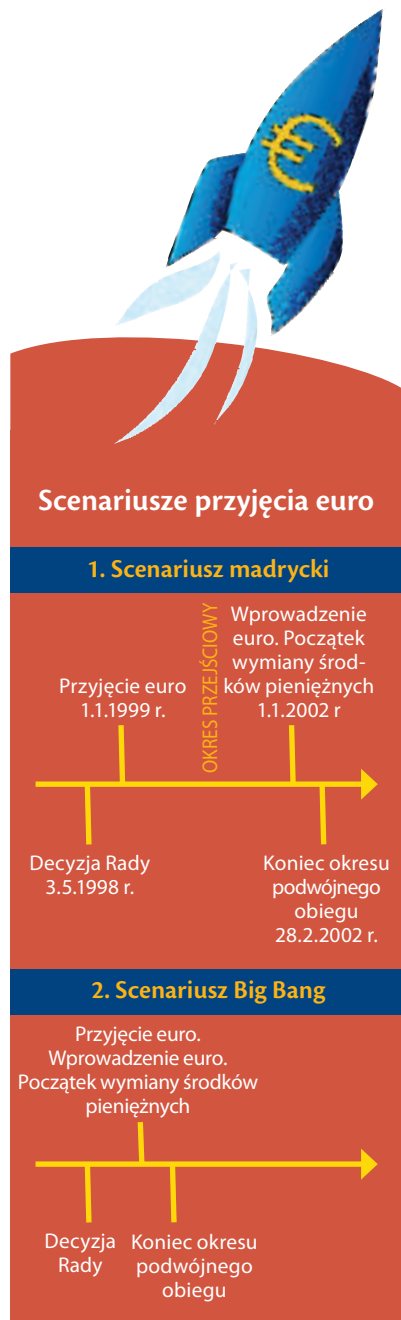 €
Scenariusze przyjęcia euro
1. Scenariusz madrycki
Przyjęcie euro
1.1.1999 r.
OKRES PRZEJŚCIOWY
Wprowadzenie
euro. Początek
wymiany środ-
ków pieniężnych
1.1.2002 r
Decyzja Rady
3.5.1998 r.
Koniec okresu
podwójnego
obiegu
28.2.2002 r.
2. Scenariusz Big Bang
Przyjęcie euro.
Wprowadzenie euro.
Początek wymiany środków
pieniężnych
Decyzja
Rady
Koniec okresu
podwójnego
obiegu